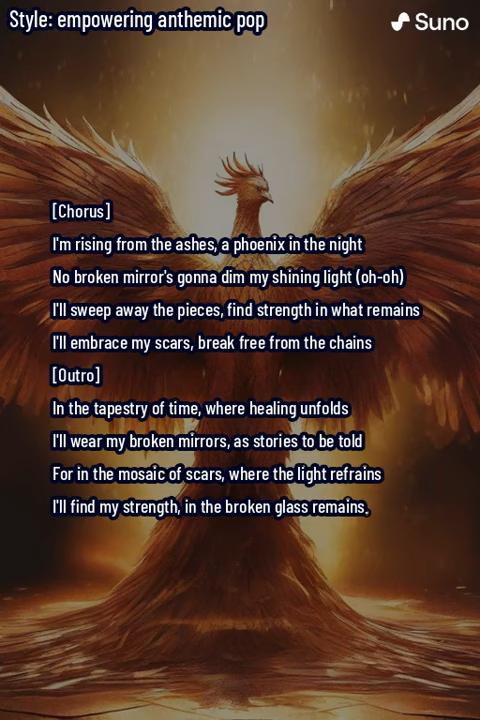 Style: empowering anthemic pop
Suno
[Chorus]
I'm rising from the ashes, a phoenix in the night
No broken mirror's gonna dim my shining light (oh-oh)
I'll sweep away the pieces, find strength in what remains
I'll embrace my scars, break free from the chains
[Outro]
In the tapestry of time, where healing unfolds
I'll wear my broken mirrors, as stories to be told
For in the mosaic of scars, where the light refrains
I'll find my strength, in the broken glass remains.